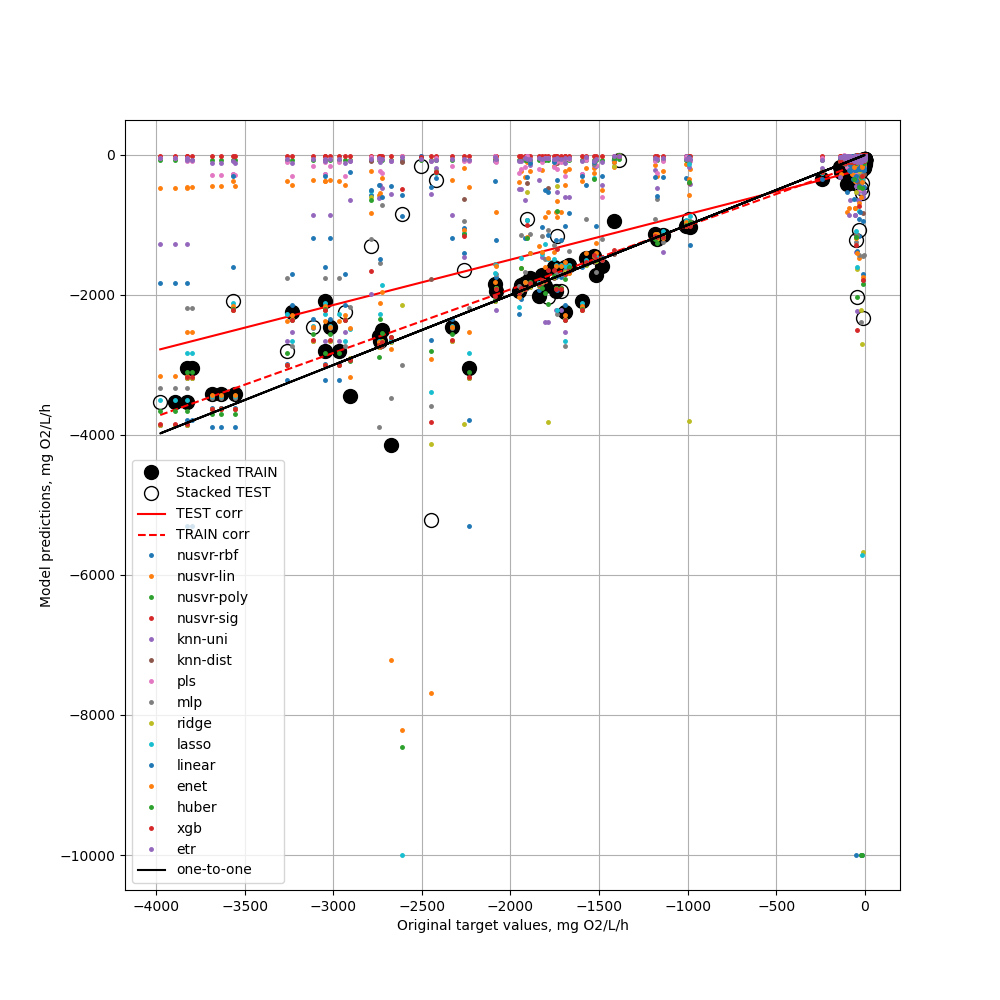 0
−2000
−4000
−6000
−8000
−10000
Model predictions, mg O2/L/h
Stacked TRAIN
Stacked TEST
TEST corr
TRAIN corr
nusvr-rbf
nusvr-lin
nusvr-poly
nusvr-sig
knn-uni
knn-dist
pls
mlp
ridge
lasso
linear
enet
huber
xgb
etr
one-to-one
−4000 −3500 −3000 −2500 −2000 −1500 −1000 −500 0
Original target values, mg O2/L/h